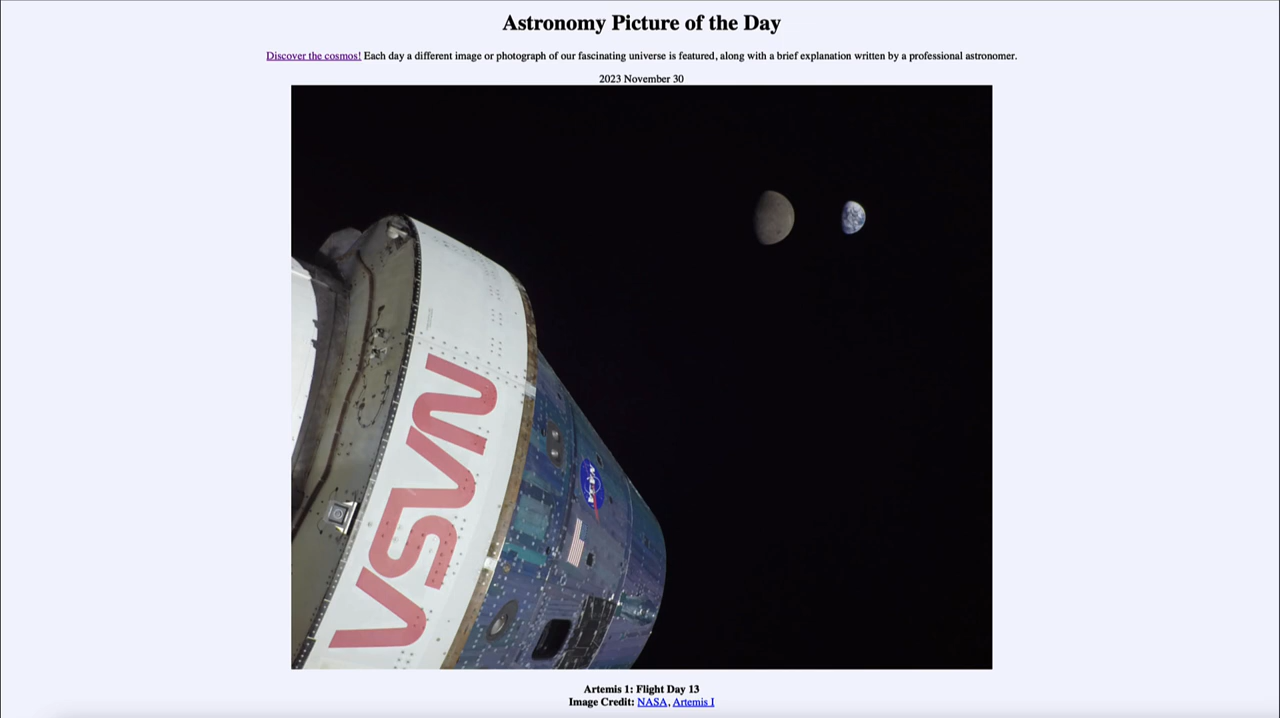 Astronomy Picture of the Day
Discover the cosmos! Each day a different image or photograph of our fascinating universe is featured, along with a brief explanation written by a professional astronomer.
2023 November 30
NASA
NASA
Artemis 1: Flight Day 13
Image Credit: NASA, Artemis I